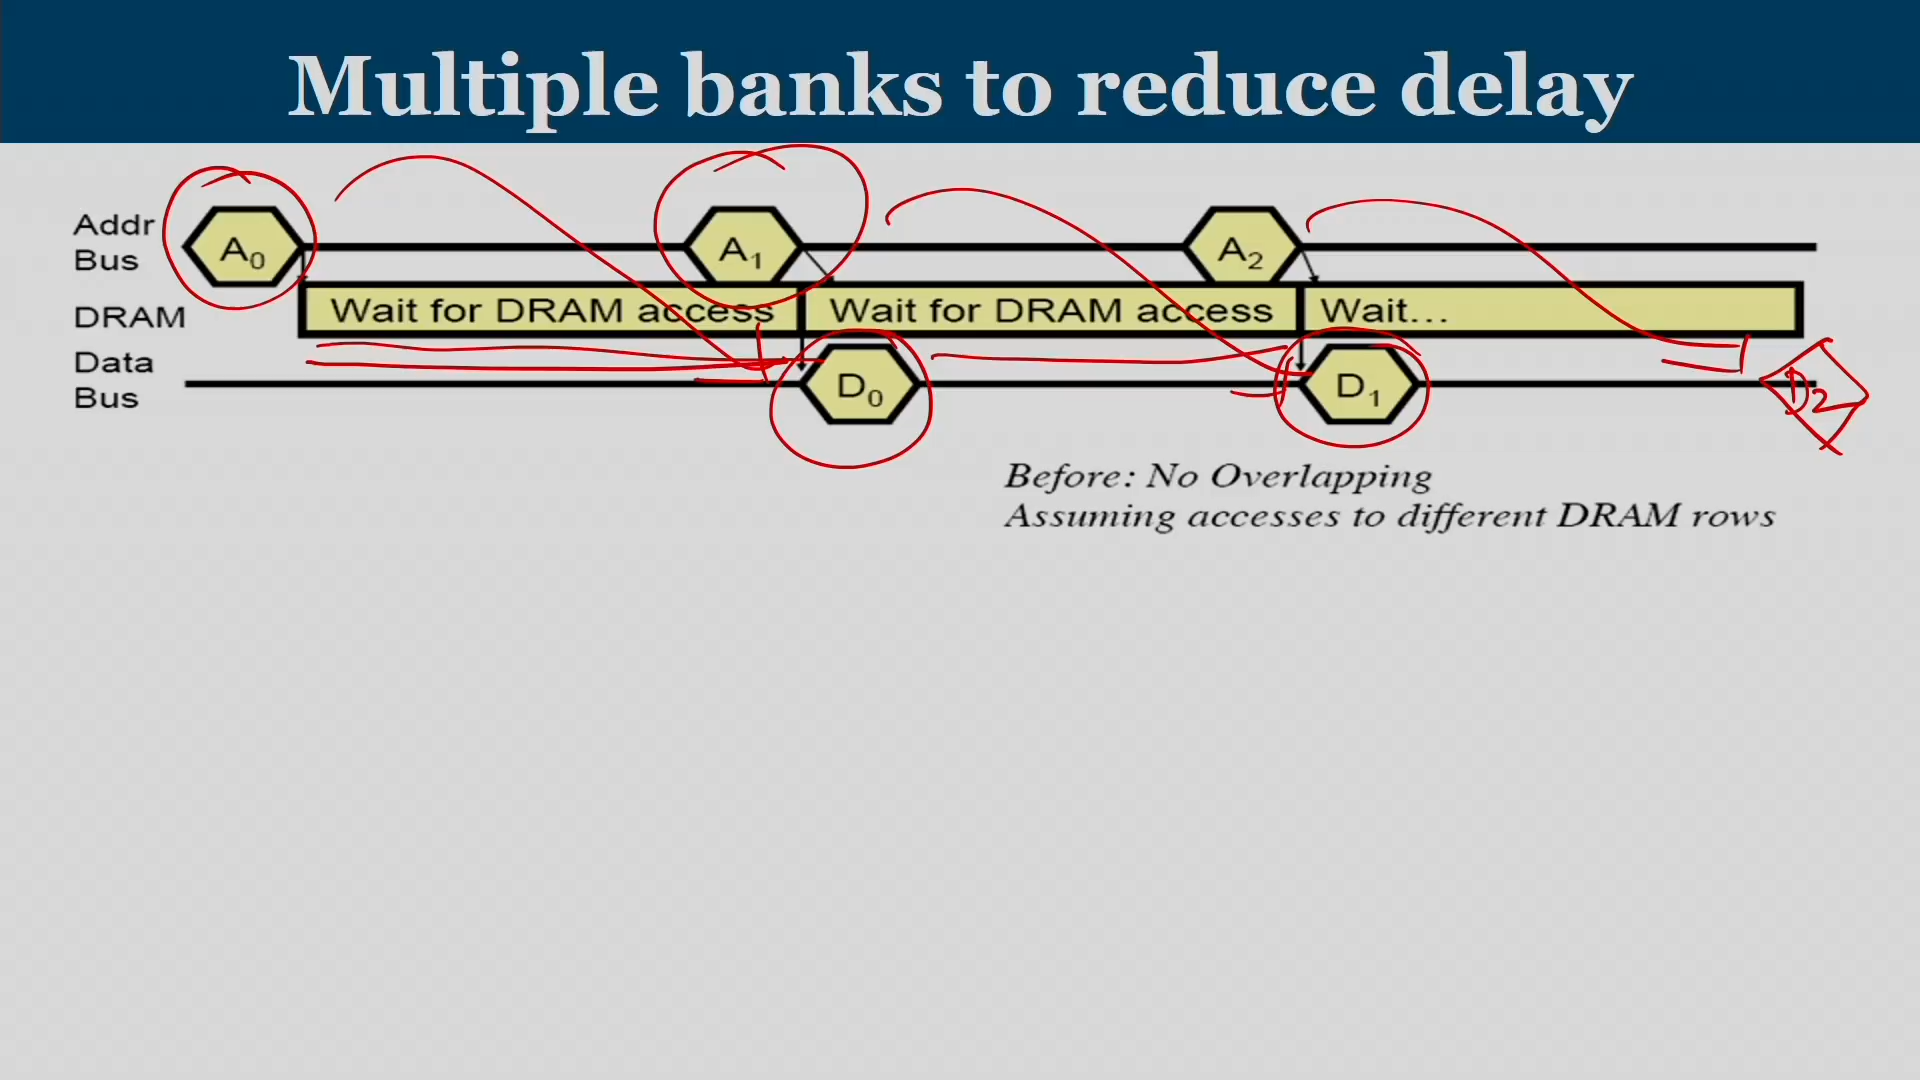 Multiple banks to reduce delay
Addr Bus
A0 A1 A2
DRAM
Wait for DRAM access Wait for DRAM access Wait...
Data Bus
D0 D1 D2
Before: No Overlapping
Assuming accesses to different DRAM rows